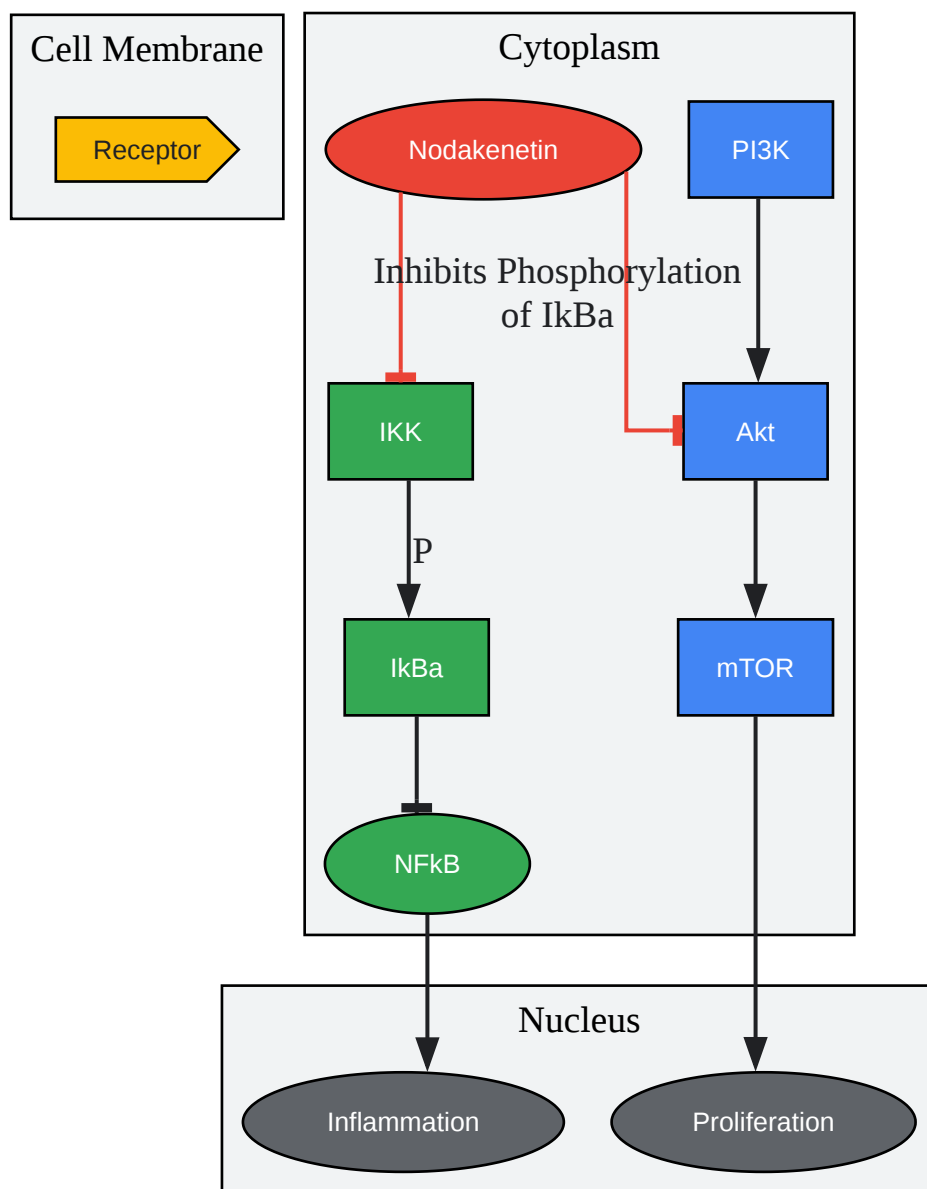 Cell Membrane
Receptor
Cytoplasm
Nodakenetin
PI3K
Inhibits Phosphorylation
of IkBa
IKK
Akt
P
IkBa
mTOR
NFkB
Nucleus
Inflammation
Proliferation